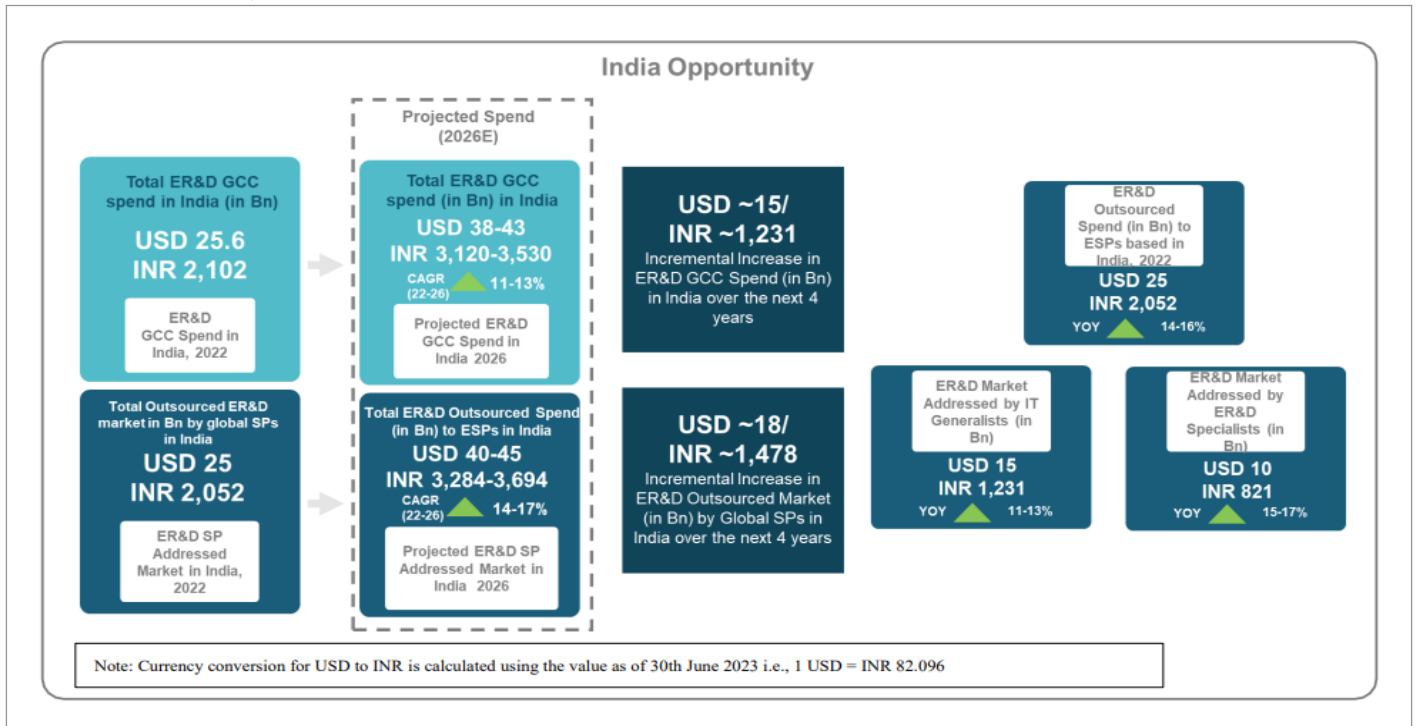 India Opportunity
Projected Spend
(2026E)
Total ER&D GCC
spend in India (in Bn)
USD 25.6
INR 2,102
ER&D
GCC Spend in
India, 2022
Total ER&D GCC
spend (in Bn) in India
USD 38-43
INR 3,120-3,530
CAGR
(22-26)
11-13%
Projected ER&D
GCC Spend in
India 2026
USD ~15/
INR ~1,231
Incremental Increase in
ER&D GCC Spend (in Bn)
in India over the next 4
years
Total Outsourced ER&D
market in Bn by global SPs
in India
USD 25
INR 2,052
ER&D SP
Addressed
Market in India,
2022
Total ER&D Outsourced Spend
(in Bn) to ESPs in India
USD 40-45
INR 3,284-3,694
CAGR
(22-26)
14-17%
Projected ER&D SP
Addressed Market in
India 2026
USD ~18/
INR ~1,478
Incremental Increase in
ER&D Outsourced Market
(in Bn) by Global SPs in
India over the next 4 years
ER&D
Outsourced
Spend (in Bn) to
ESPs based in
India, 2022
USD 25
INR 2,052
YOY 14-16%
ER&D Market
Addressed by IT
Generalists (in
Bn)
USD 15
INR 1,231
YOY 11-13%
ER&D Market
Addressed by
ER&D
Specialists (in
Bn)
USD 10
INR 821
YOY 15-17%
Note: Currency conversion for USD to INR is calculated using the value as of 30th June 2023 i.e., 1 USD = INR 82.096